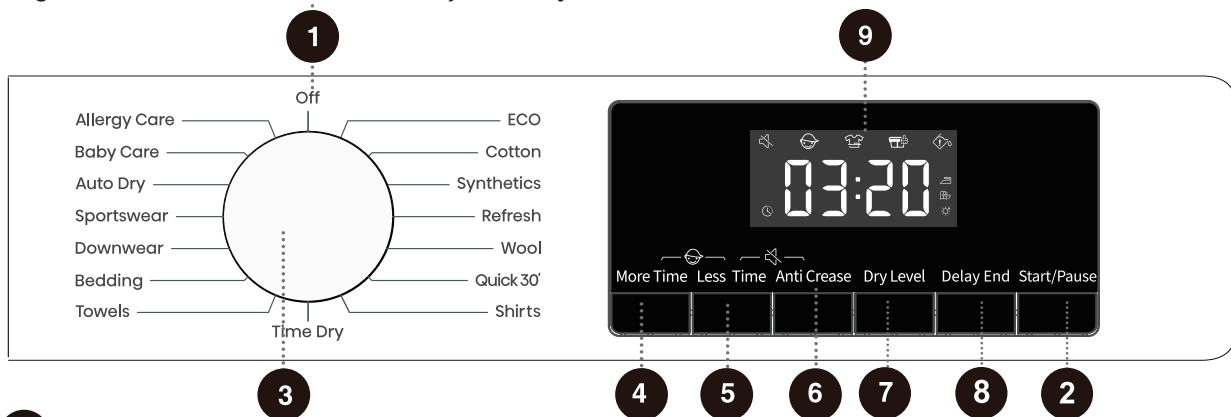 1
9
Off
Allergy Care
ECO
Baby Care
Cotton
Auto Dry
Synthetics
Sportswear
Refresh
Downwear
Wool
Bedding
Quick 30'
Towels
Shirts
Time Dry
03:20
More Time Less Time Anti Crease Dry Level Delay End Start/Pause
3
4 5 6 7 8 2